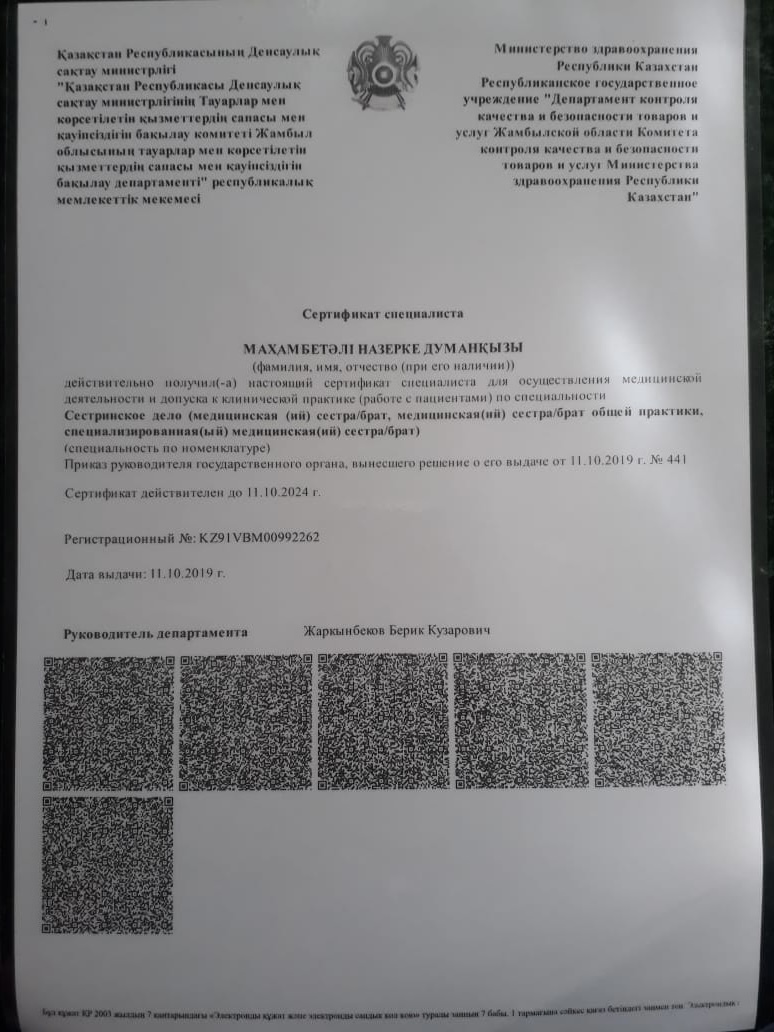 Қазақстан Республикасының Денсаулық
сақтау министрлігі
"Қазақстан Республикасы Денсаулық
сақтау министрлігінің Тауарлар мен
көрсетілетін қызметтердің сапасы мен
қауіпсіздігін бақылау комитеті Жамбыл
облысының тауарлар мен көрсетілетін
қызметтердің сапасы мен қауіпсіздігін
бақылау департаменті" республикалық
мемлекеттік мекемесі
Министерство здравоохранения
Республики Казахстан
Республиканское государственное
учреждение "Департамент контроля
качества и безопасности товаров и
услуг Жамбылской области Комитета
контроля качества и безопасности
товаров и услуг Министерства
здравоохранения Республики
Казахстан"
Сертификат специалиста
МАХАМБЕТӘЛІ НАЗЕРКЕ ДУМАНҚЫЗЫ
(фамилия, имя, отчество (при его наличии))
действительно получил(-а) настоящий сертификат специалиста для осуществления медицинской
деятельности и допуска к клинической практике (работе с пациентами) по специальности
Сестринское дело (медицинская (ий) сестра/брат, медицинская(ий) сестра/брат общей практики,
специализированная(ый) медицинская(ий) сестра/брат)
(специальность по номенклатуре)
Приказ руководителя государственного органа, вынесшего решение о его выдаче от 11.10.2019 г. № 441
Сертификат действителен до 11.10.2024 г.
Регистрационный №: KZ91VBM00992262
Дата выдачи: 11.10.2019 г.
Руководитель департамента Жаркынбеков Берик Кузарович
Бұл құжат ҚР 2003 жылдың 7 қаңтарындағы «Электронды құжат және электронды сандық қол қою» туралы заңның 7 бабы, 1 тармағына сәйкес қағаз бетіндегі заңмен тең. "Электрондық